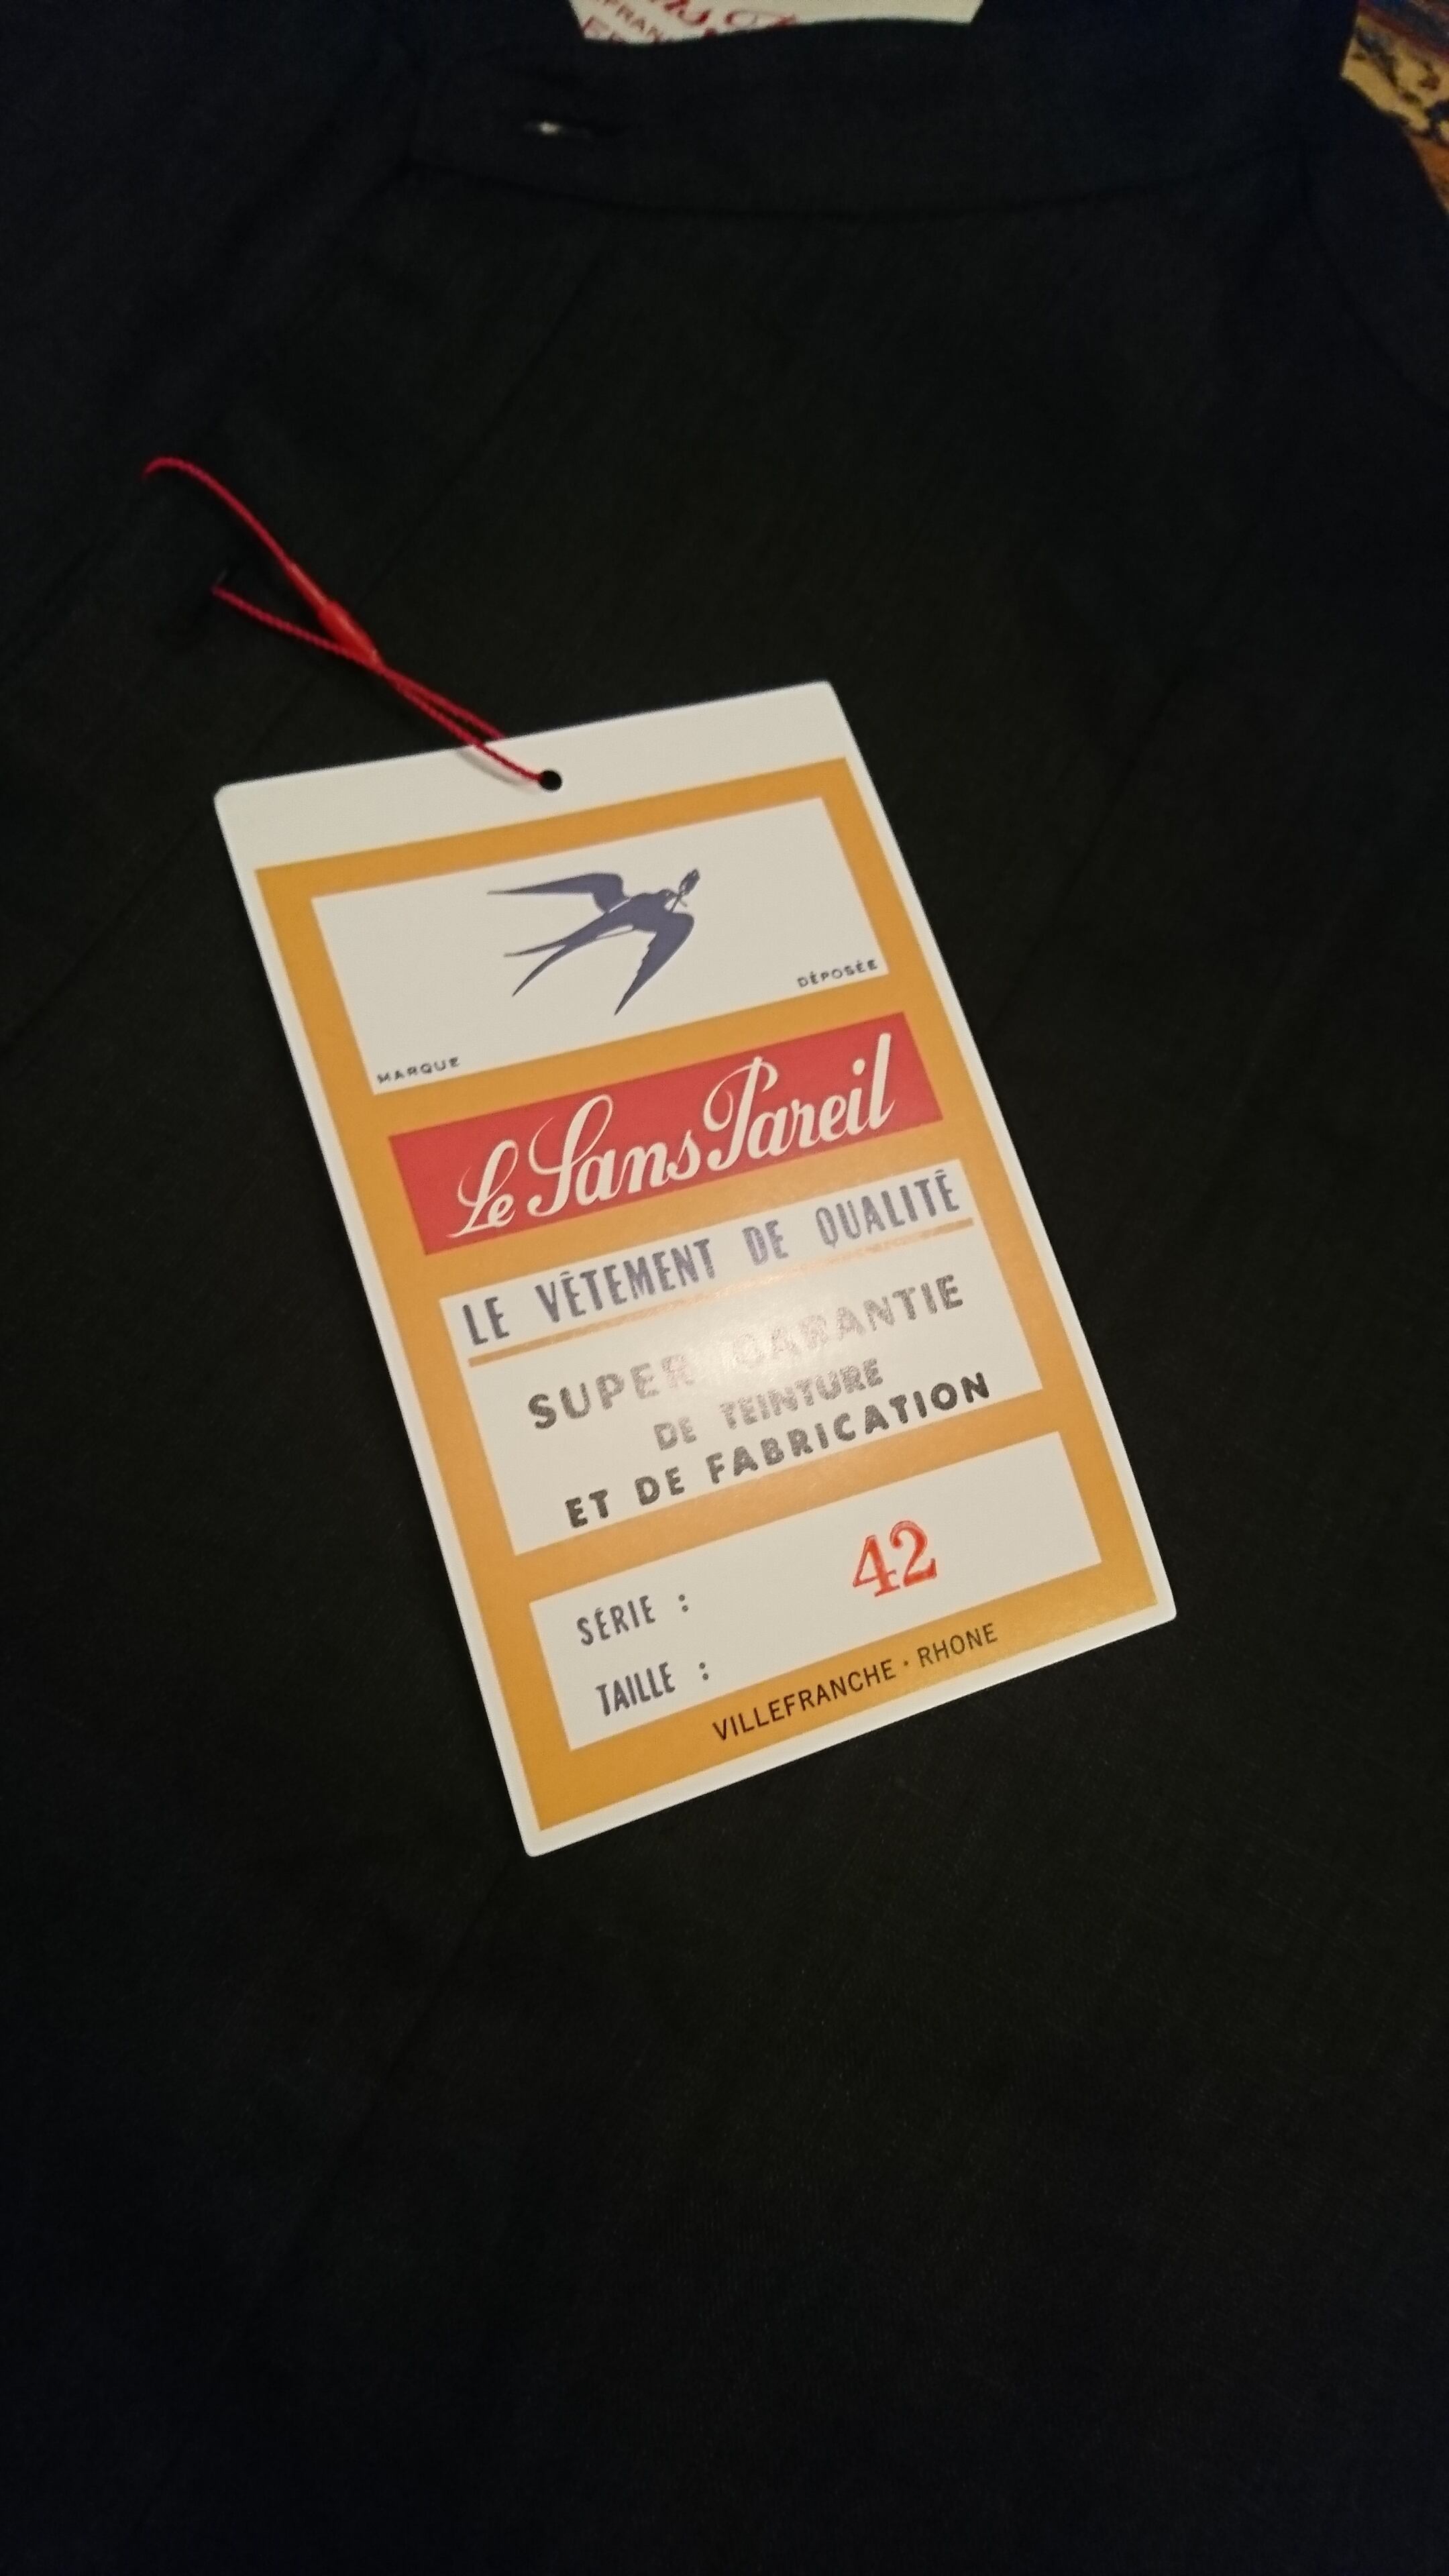 MARQUE
DÉPOSÉE
Le Sans Pareil
LE VÊTEMENT DE QUALITÉ
SUPER GARANTIE
DE TEINTURE
ET DE FABRICATION
SÉRIE : 42
TAILLE :
VILLEFRANCHE · RHONE